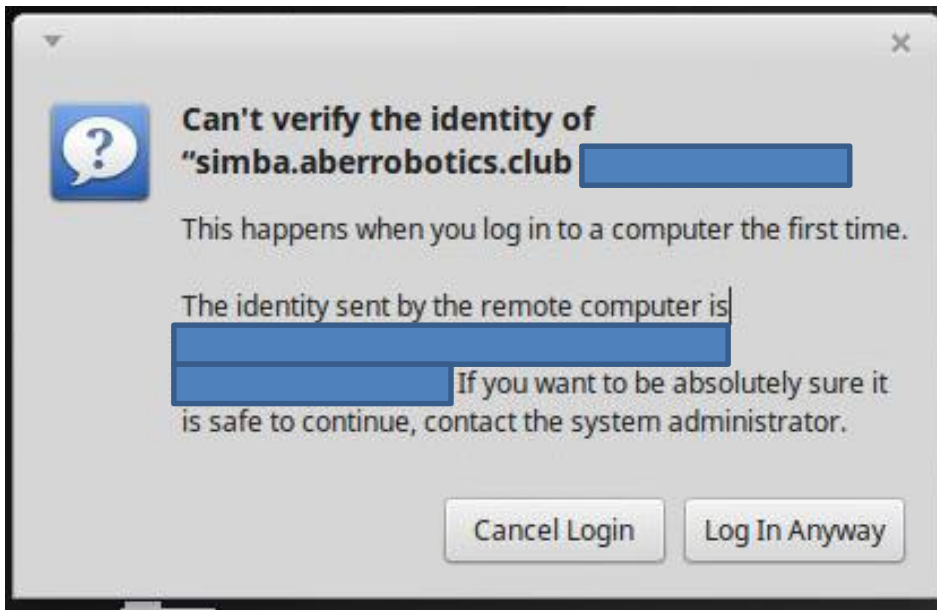 Can't verify the identity of
“simba.aberrobotics.club
This happens when you log in to a computer the first time.
The identity sent by the remote computer is
If you want to be absolutely sure it
is safe to continue, contact the system administrator.
Cancel Login
Log In Anyway